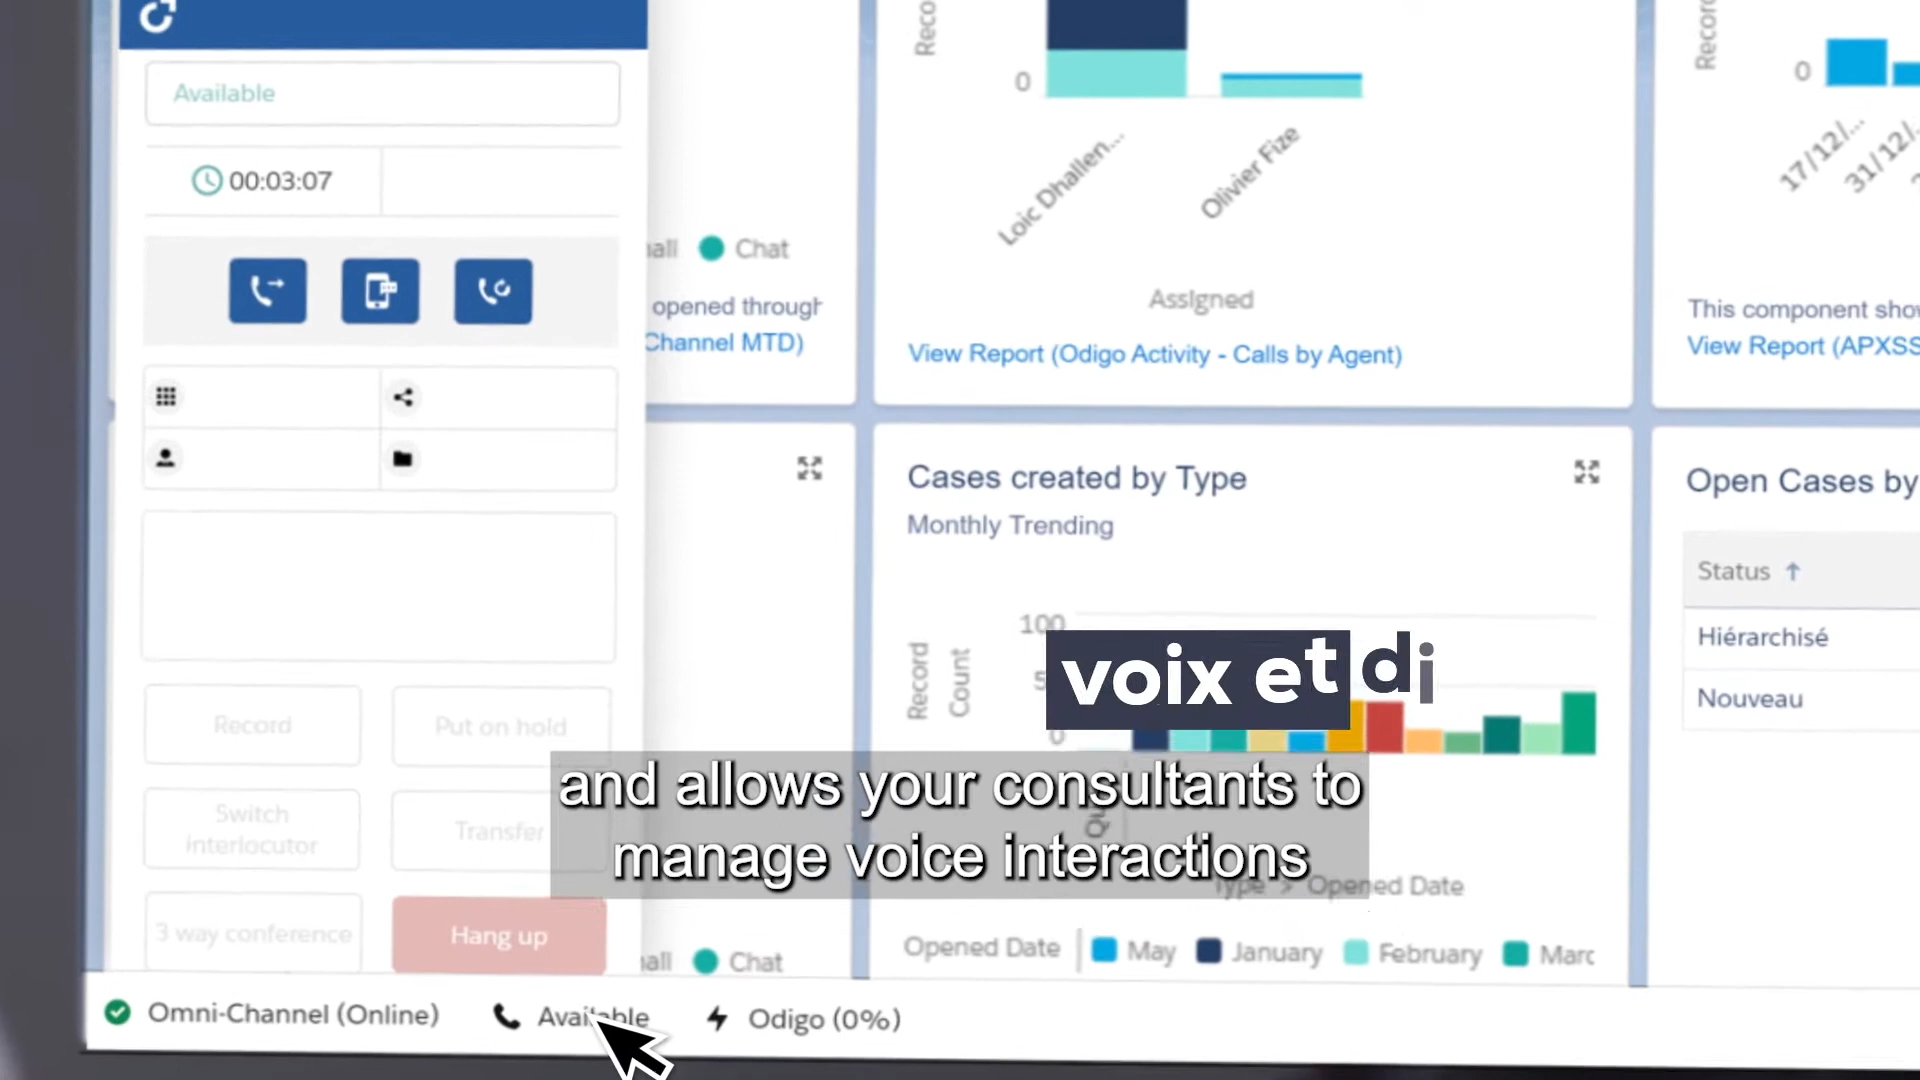 Available
00:03:07
Record
Put on hold
Switch
interlocutor
Transfer
3 way conference
Hang up
Chat
opened through
Channel MTD)
Chat
0
Loic Dhallen...
Olivier Fize
Assigned
View Report (Odigo Activity - Calls by Agent)
Cases created by Type
Monthly Trending
Record
Count
100
0
Opened Date
Opened Date
May
January
February
0
17/12/...
31/12/...
This component
View Report (APXSS
Open Cases by
Status ↑
Hiérarchisé
Nouveau
voix et di
and allows your consultants to
manage voice interactions
Omni-Channel (Online)
Available
Odigo (0%)